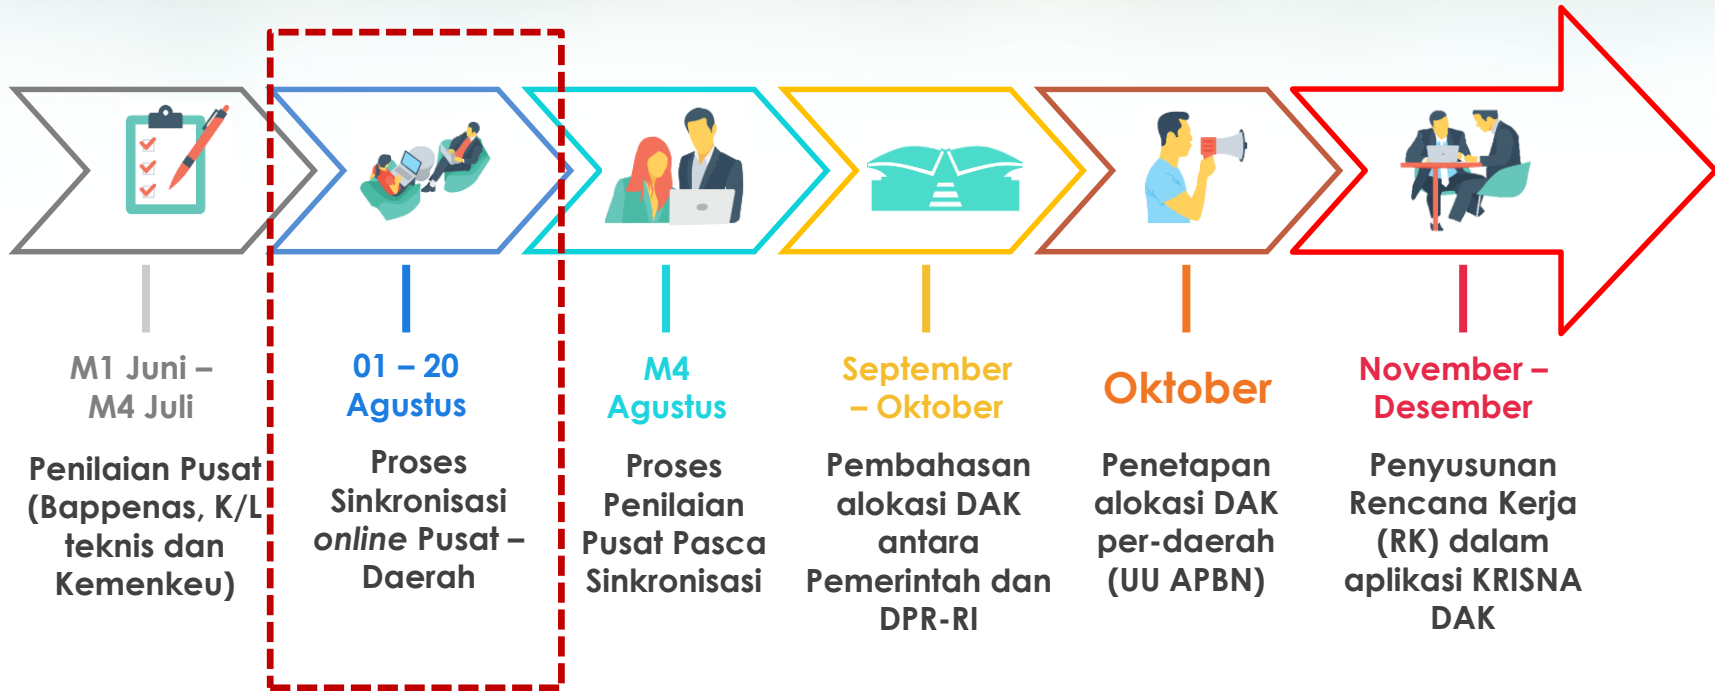 M1 Juni –
M4 Juli
Penilaian Pusat
(Bappenas, K/L
teknis dan
Kemenkeu)
01 – 20
Agustus
Proses
Sinkronisasi
online Pusat –
Daerah
M4
Agustus
Proses
Penilaian
Pusat Pasca
Sinkronisasi
September
– Oktober
Pembahasan
alokasi DAK
antara
Pemerintah dan
DPR-RI
Oktober
Penetapan
alokasi DAK
per-daerah
(UU APBN)
November –
Desember
Penyusunan
Rencana Kerja
(RK) dalam
aplikasi KRISNA
DAK